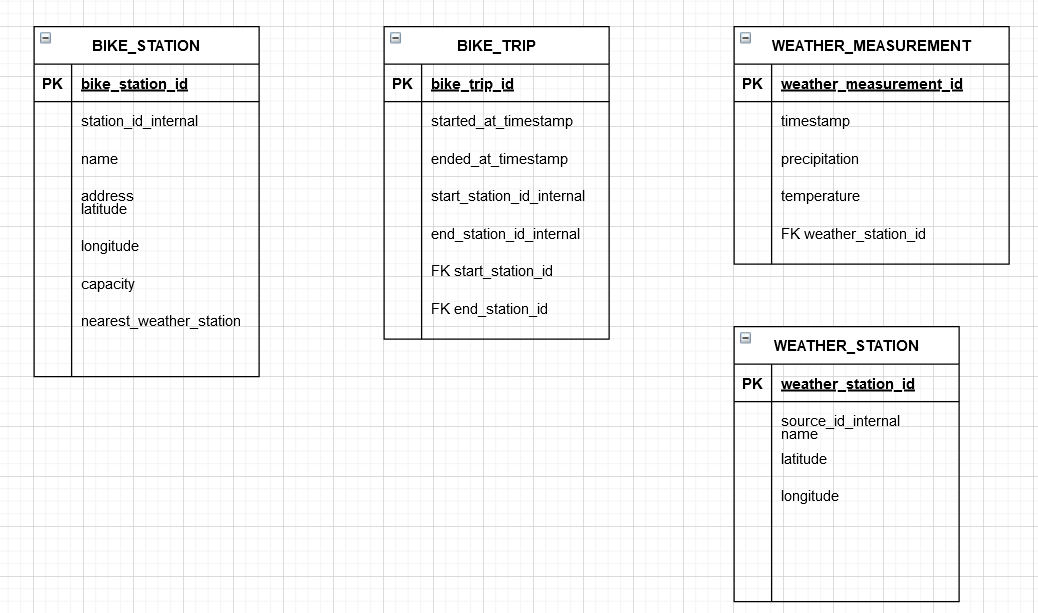 BIKE_STATION
PK bike_station_id
station_id_internal
name
address
latitude
longitude
capacity
nearest_weather_station
BIKE_TRIP
PK bike_trip_id
started_at_timestamp
ended_at_timestamp
start_station_id_internal
end_station_id_internal
FK start_station_id
FK end_station_id
WEATHER_MEASUREMENT
PK weather_measurement_id
timestamp
precipitation
temperature
FK weather_station_id
WEATHER_STATION
PK weather_station_id
source_id_internal
name
latitude
longitude